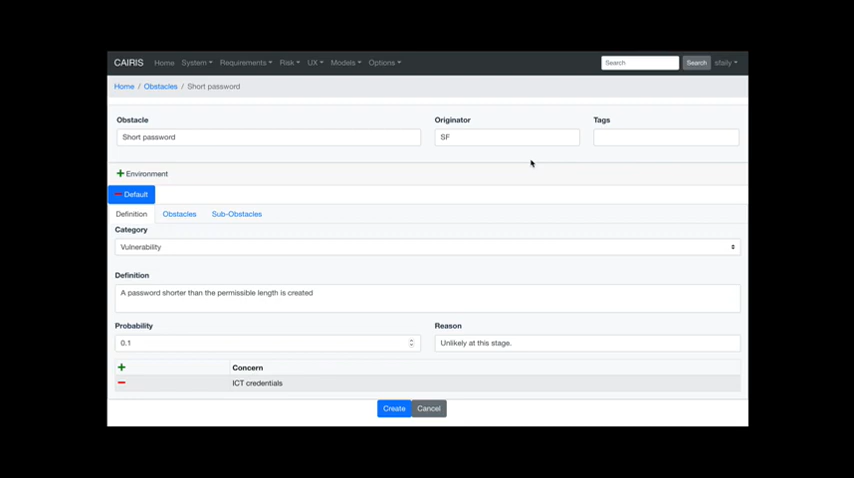 CAIRIS Home System Requirements Risk UX Models Options Search Search sfaily
Home / Obstacles / Short password
Obstacle Originator Tags
Short password SF
Environment
Default
Definition Obstacles Sub-Obstacles
Category
Vulnerability
Definition
A password shorter than the permissible length is created
Probability Reason
0.1 Unlikely at this stage.
Concern
ICT credentials
Create Cancel